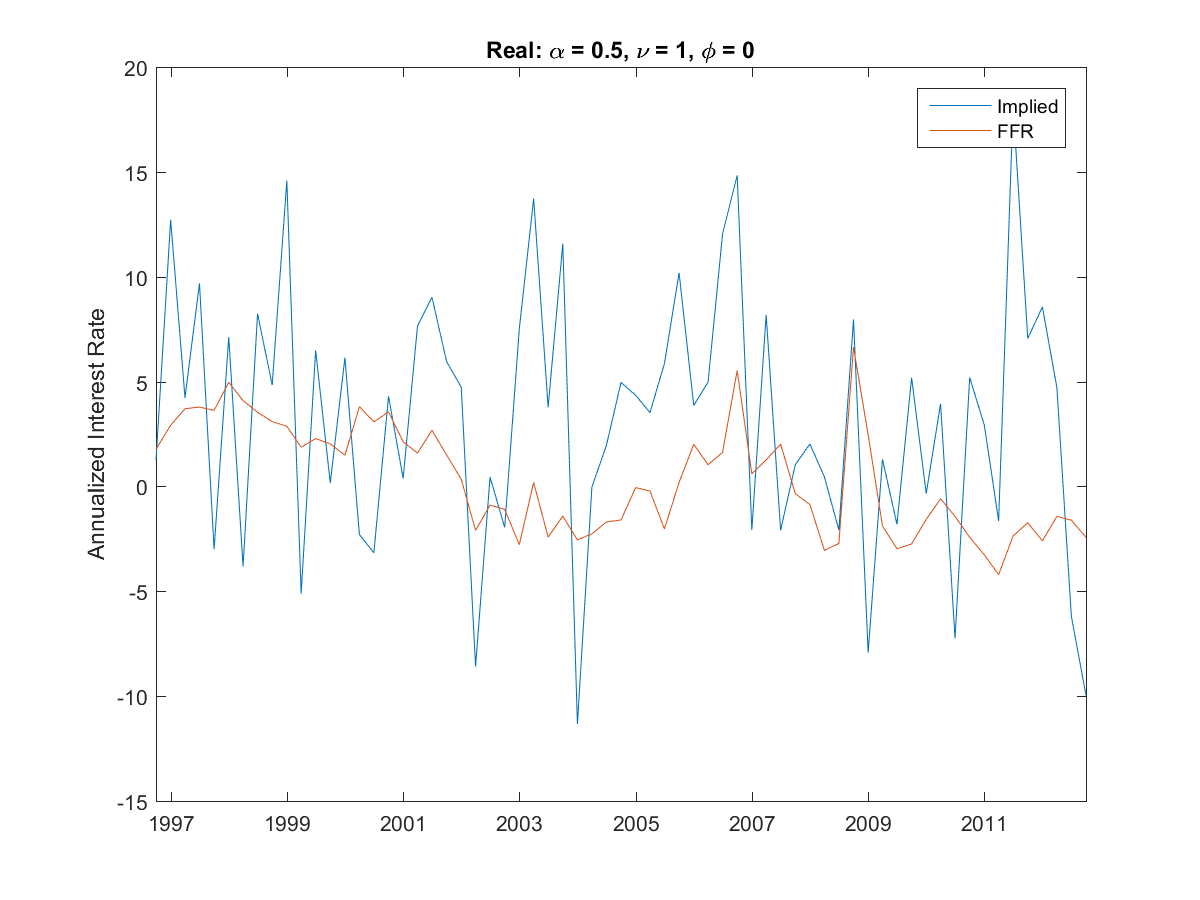 Real: α = 0.5, ν = 1, ϕ = 0
Implied
FFR
Annualized Interest Rate
20
15
10
5
0
-5
-10
-15
1997 1999 2001 2003 2005 2007 2009 2011